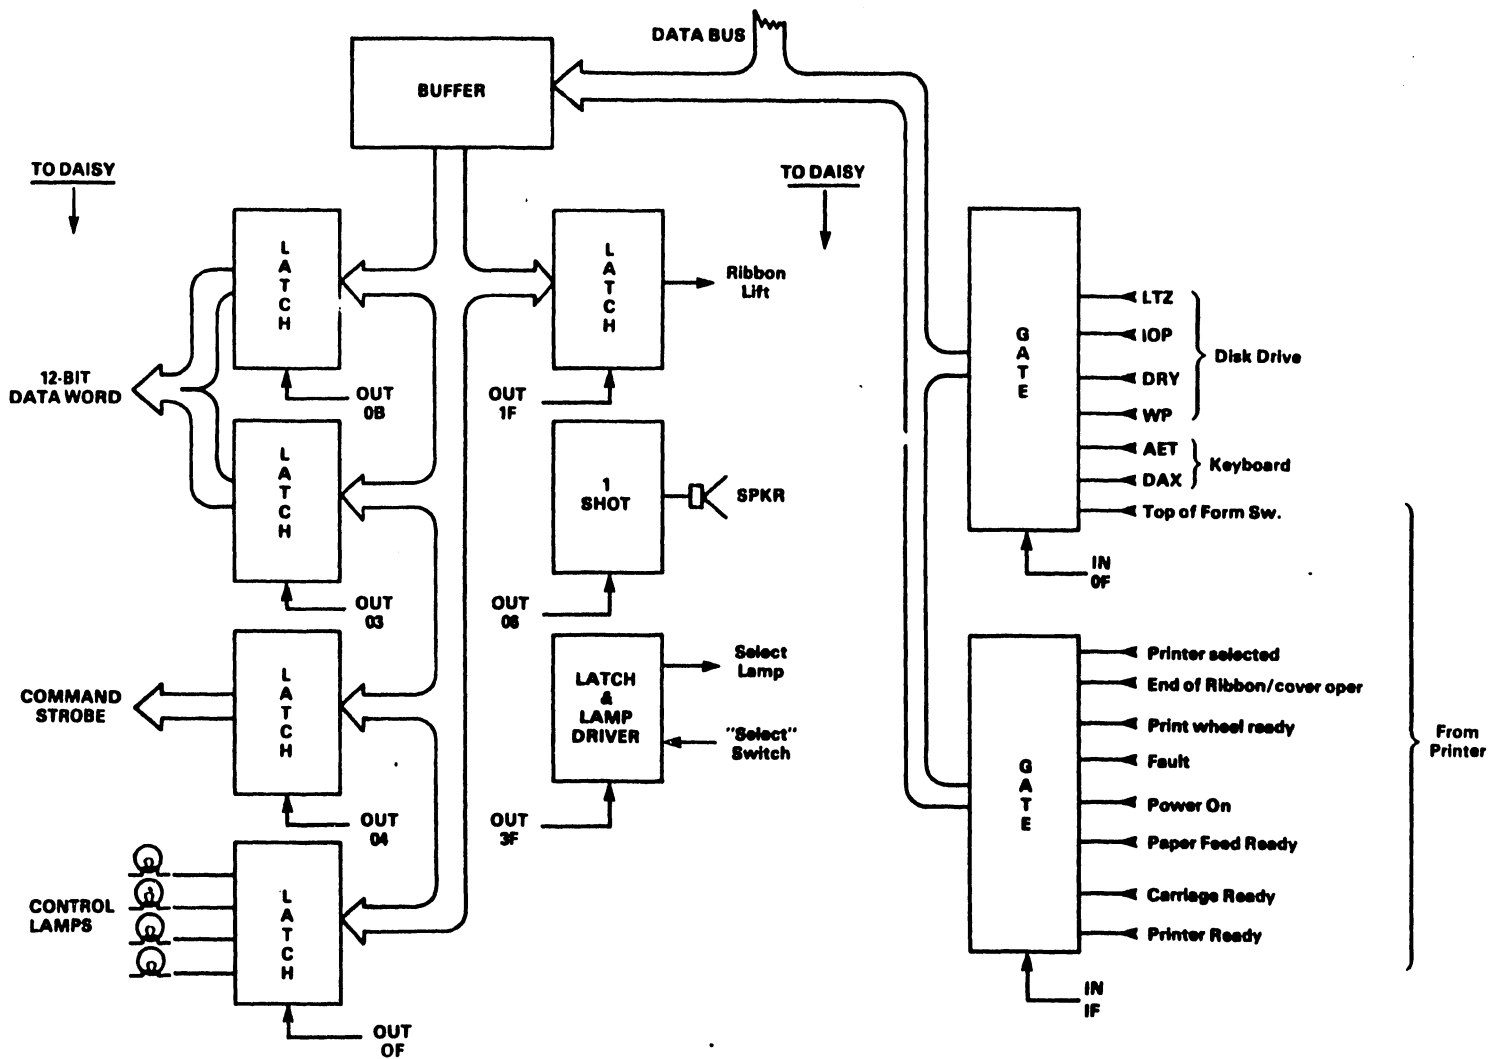 DATA BUS
BUFFER
TO DAISY
TO DAISY
LATCH
LATCH
Ribbon
Lift
12-BIT
DATA WORD
OUT
0B
OUT
1F
LATCH
1
SHOT
SPKR
OUT
03
OUT
06
COMMAND
STROBE
LATCH
LATCH
&
LAMP
DRIVER
Select
Lamp
"Select"
Switch
OUT
04
OUT
3F
CONTROL
LAMPS
LATCH
OUT
OF
GATE
LTZ
IOP
DRY
WP
Disk Drive
AET
DAX
Keyboard
Top of Form Sw.
IN
0F
GATE
Printer selected
End of Ribbon/cover oper
Print wheel ready
Fault
Power On
Paper Feed Ready
Carriage Ready
Printer Ready
From
Printer
IN
IF